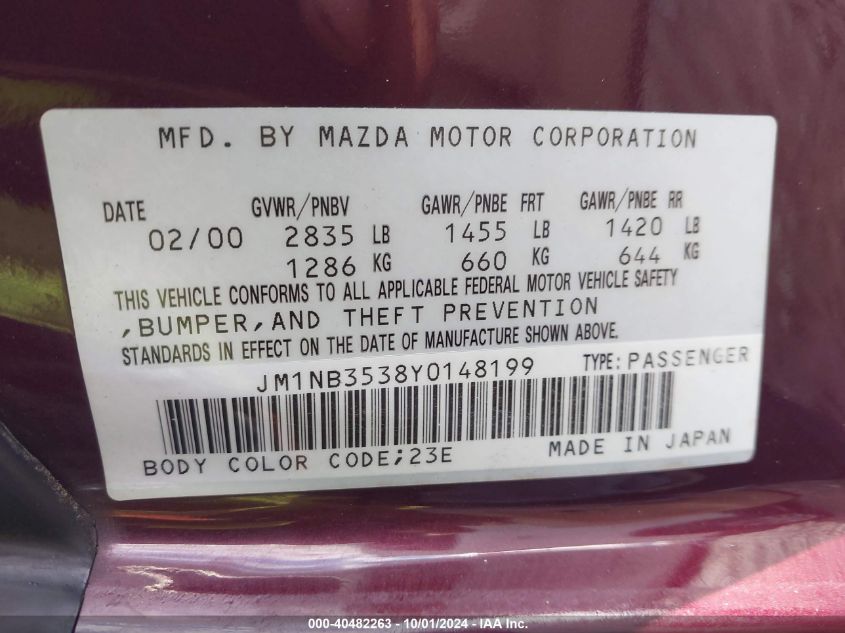 MFD. BY MAZDA MOTOR CORPORATION
DATE GVWR/PNBV GAWR/PNBE FRT GAWR/PNBE RR
02/00 2835 LB 1455 LB 1420 LB
1286 KG 660 KG 644 KG
THIS VEHICLE CONFORMS TO ALL APPLICABLE FEDERAL MOTOR VEHICLE SAFETY
,BUMPER,AND THEFT PREVENTION
STANDARDS IN EFFECT ON THE DATE OF MANUFACTURE SHOWN ABOVE.
JM1NB3538Y0148199 TYPE: PASSENGER
BODY COLOR CODE;23E MADE IN JAPAN
000-40482263 - 10/01/2024 - IAA Inc.